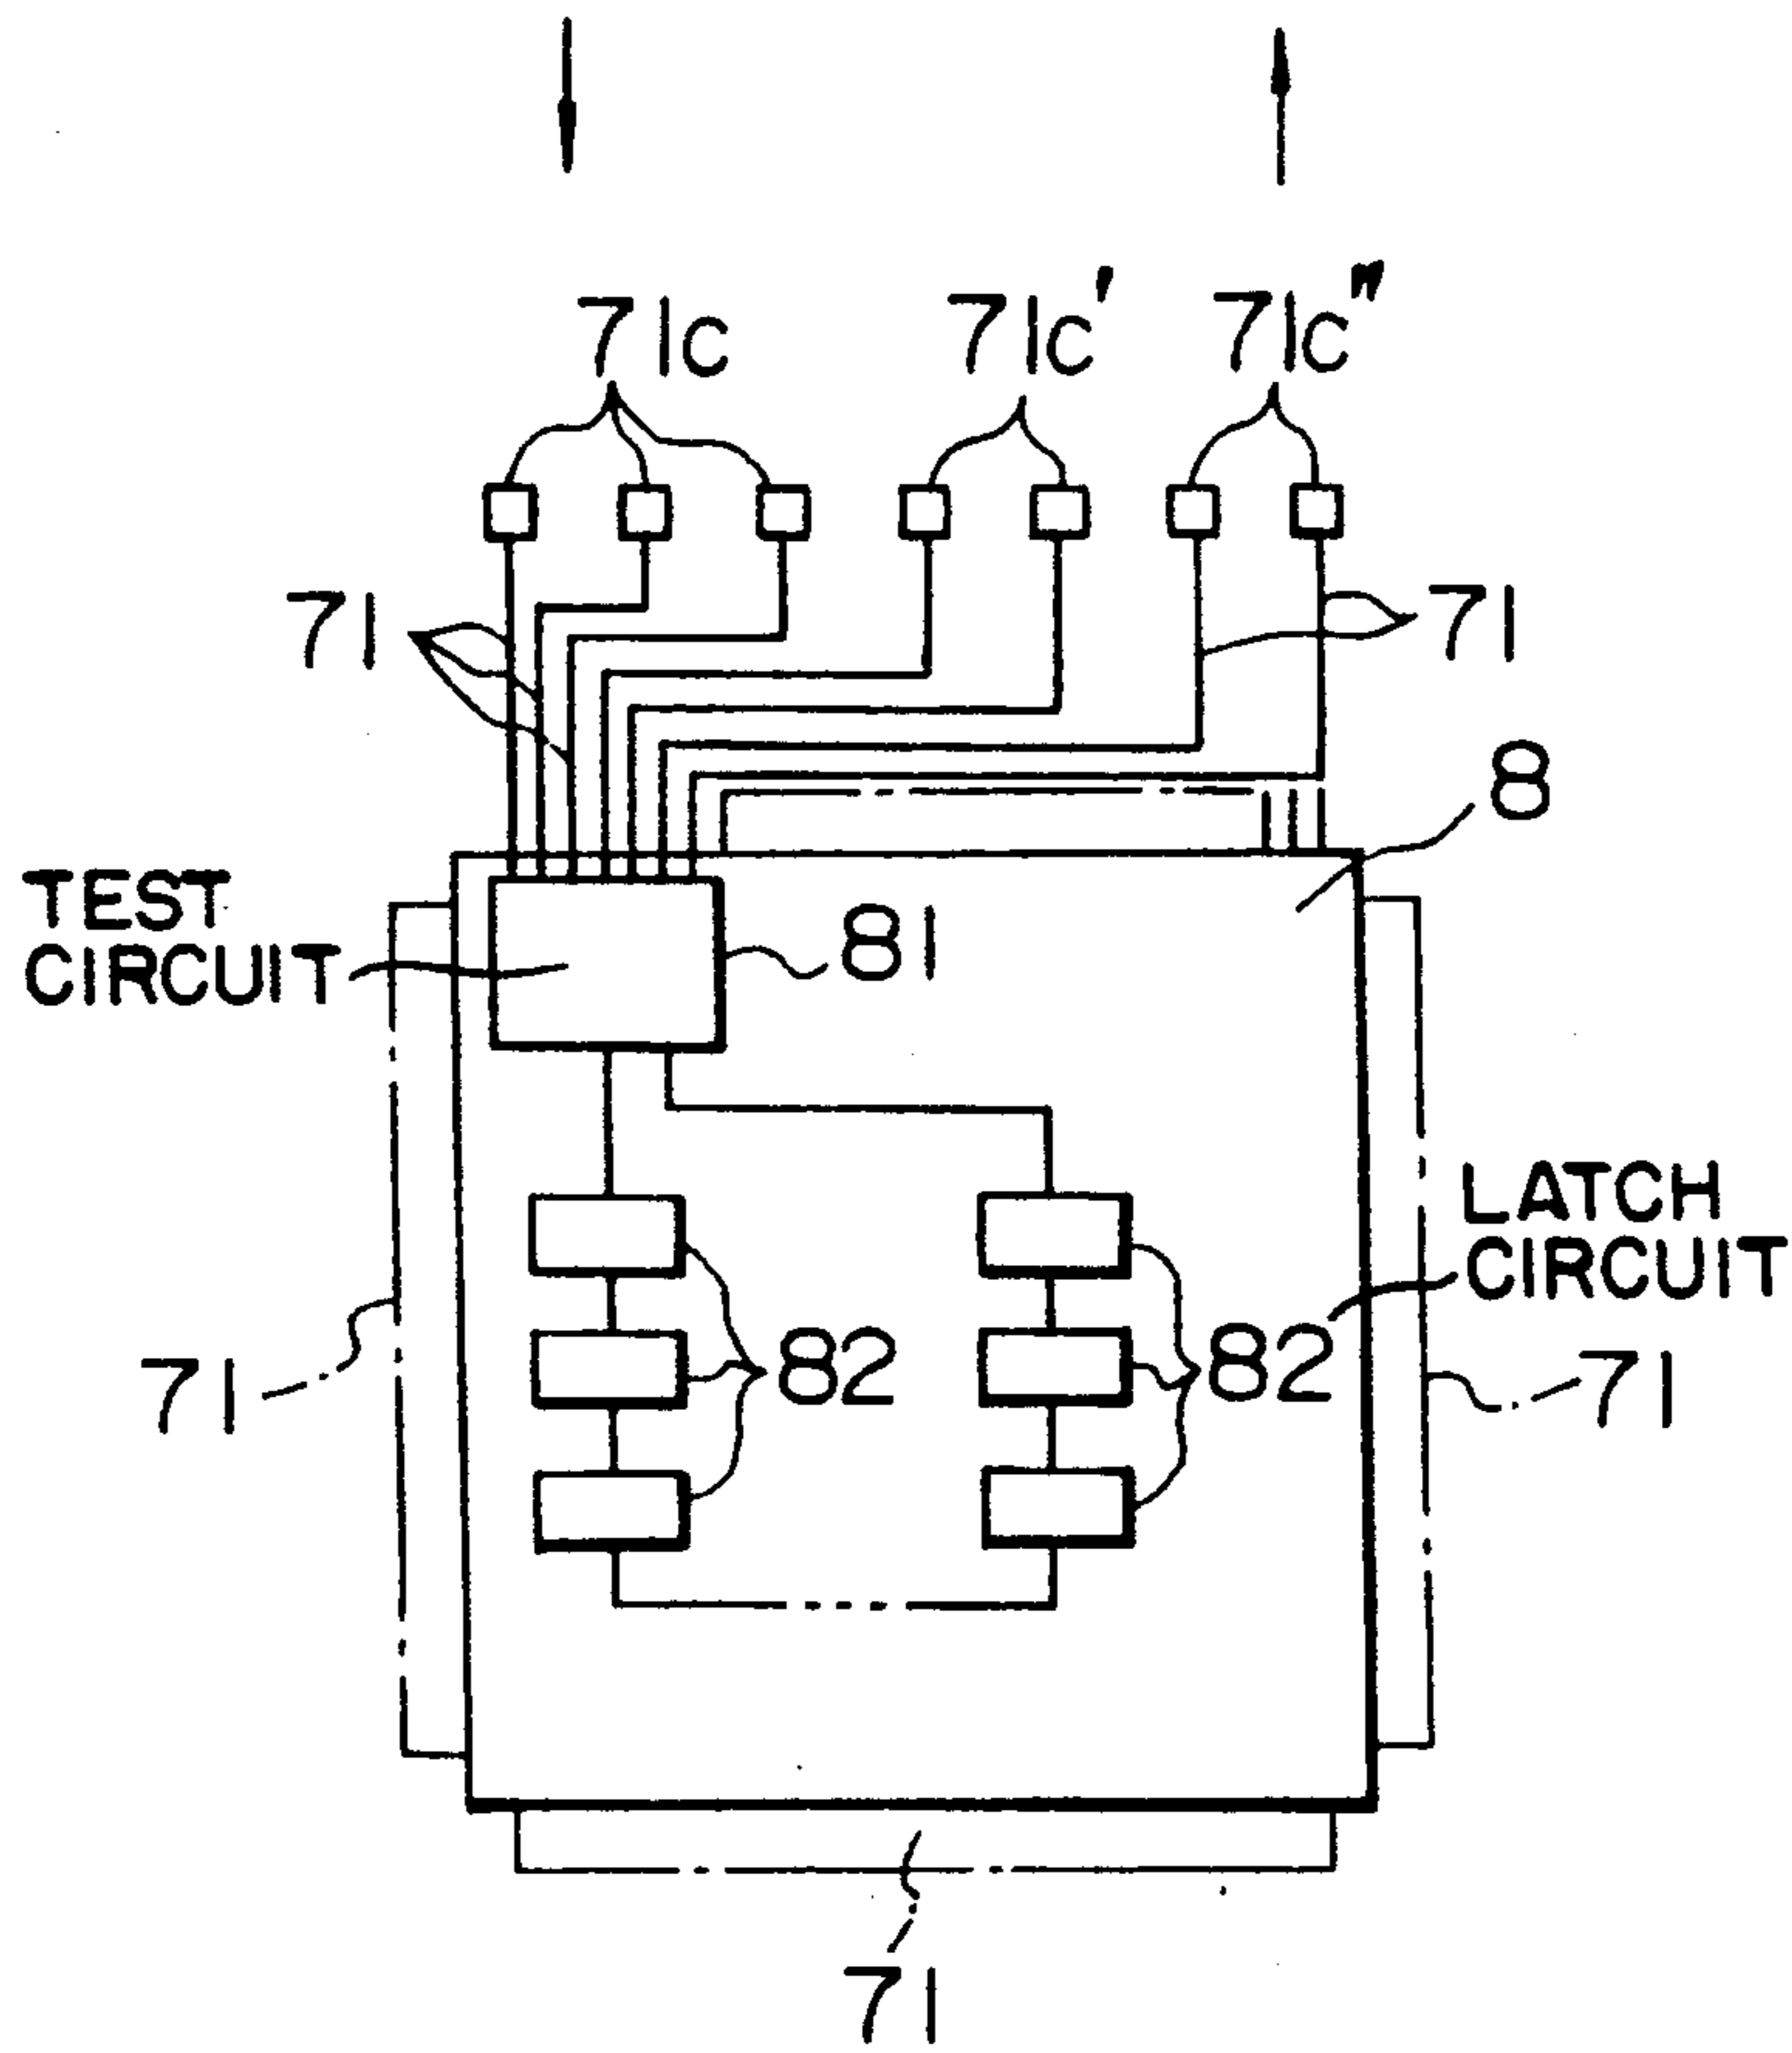 71c 71c' 71c"
71 71
8
TEST
CIRCUIT
81
LATCH
CIRCUIT
82 82
71 71
71